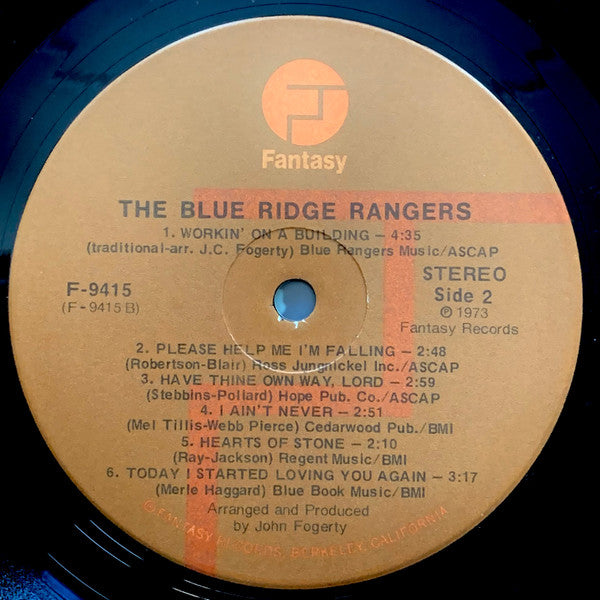 Fantasy
THE BLUE RIDGE RANGERS
1. WORKIN' ON A BUILDING – 4:35
(traditional-arr. J.C. Fogerty) Blue Rangers Music/ASCAP
F-9415
(F-9415 B)
STEREO
Side 2
℗ 1973
Fantasy Records
2. PLEASE HELP ME I'M FALLING – 2:48
(Robertson-Blair) Ross Jungnickel Inc./ASCAP
3. HAVE THINE OWN WAY, LORD – 2:59
(Stebbins-Pollard) Hope Pub. Co./ASCAP
4. I AIN'T NEVER – 2:51
(Mel Tillis-Webb Pierce) Cedarwood Pub./BMI
5. HEARTS OF STONE – 2:10
(Ray-Jackson) Regent Music/BMI
6. TODAY I STARTED LOVING YOU AGAIN – 3:17
(Merle Haggard) Blue Book Music/BMI
Arranged and Produced
by John Fogerty
© FANTASY RECORDS, BERKELEY, CALIFORNIA